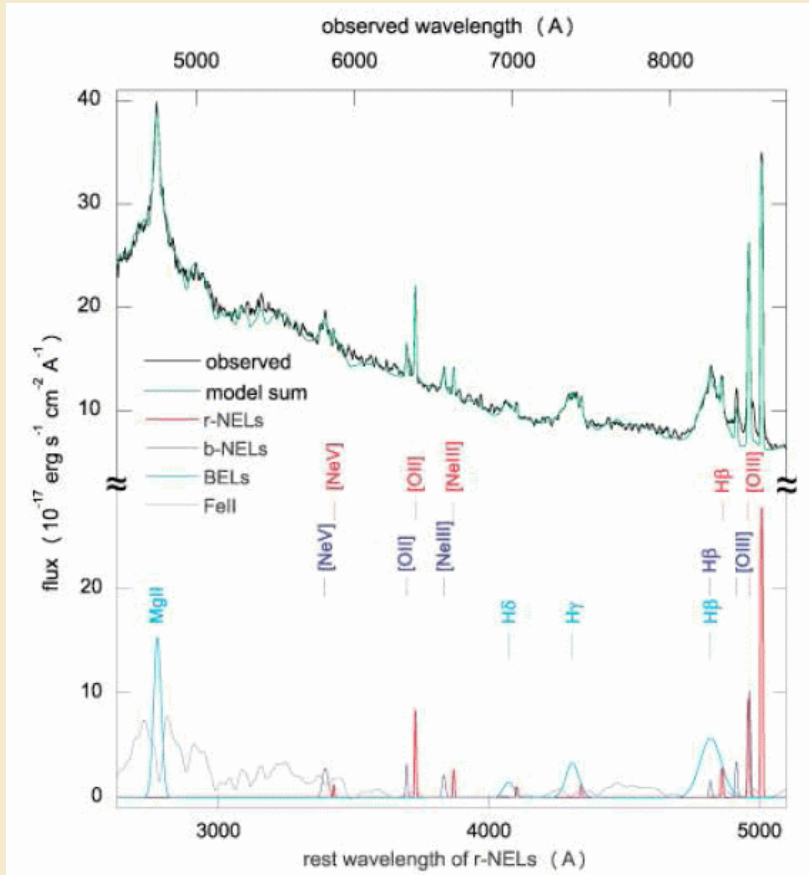 observed wavelength (A)
5000 6000 7000 8000
40
30
20
10
flux (10⁻¹⁷ erg s⁻¹ cm⁻² A⁻¹)
observed
model sum
r-NELs
b-NELs
BELs
FeII
[NeV] [OII] [NeIII] Hβ [OIII]
[NeV] [OII] [NeIII] Hβ [OIII]
MgII Hδ Hγ Hβ
20
10
0
3000 4000 5000
rest wavelength of r-NELs (A)